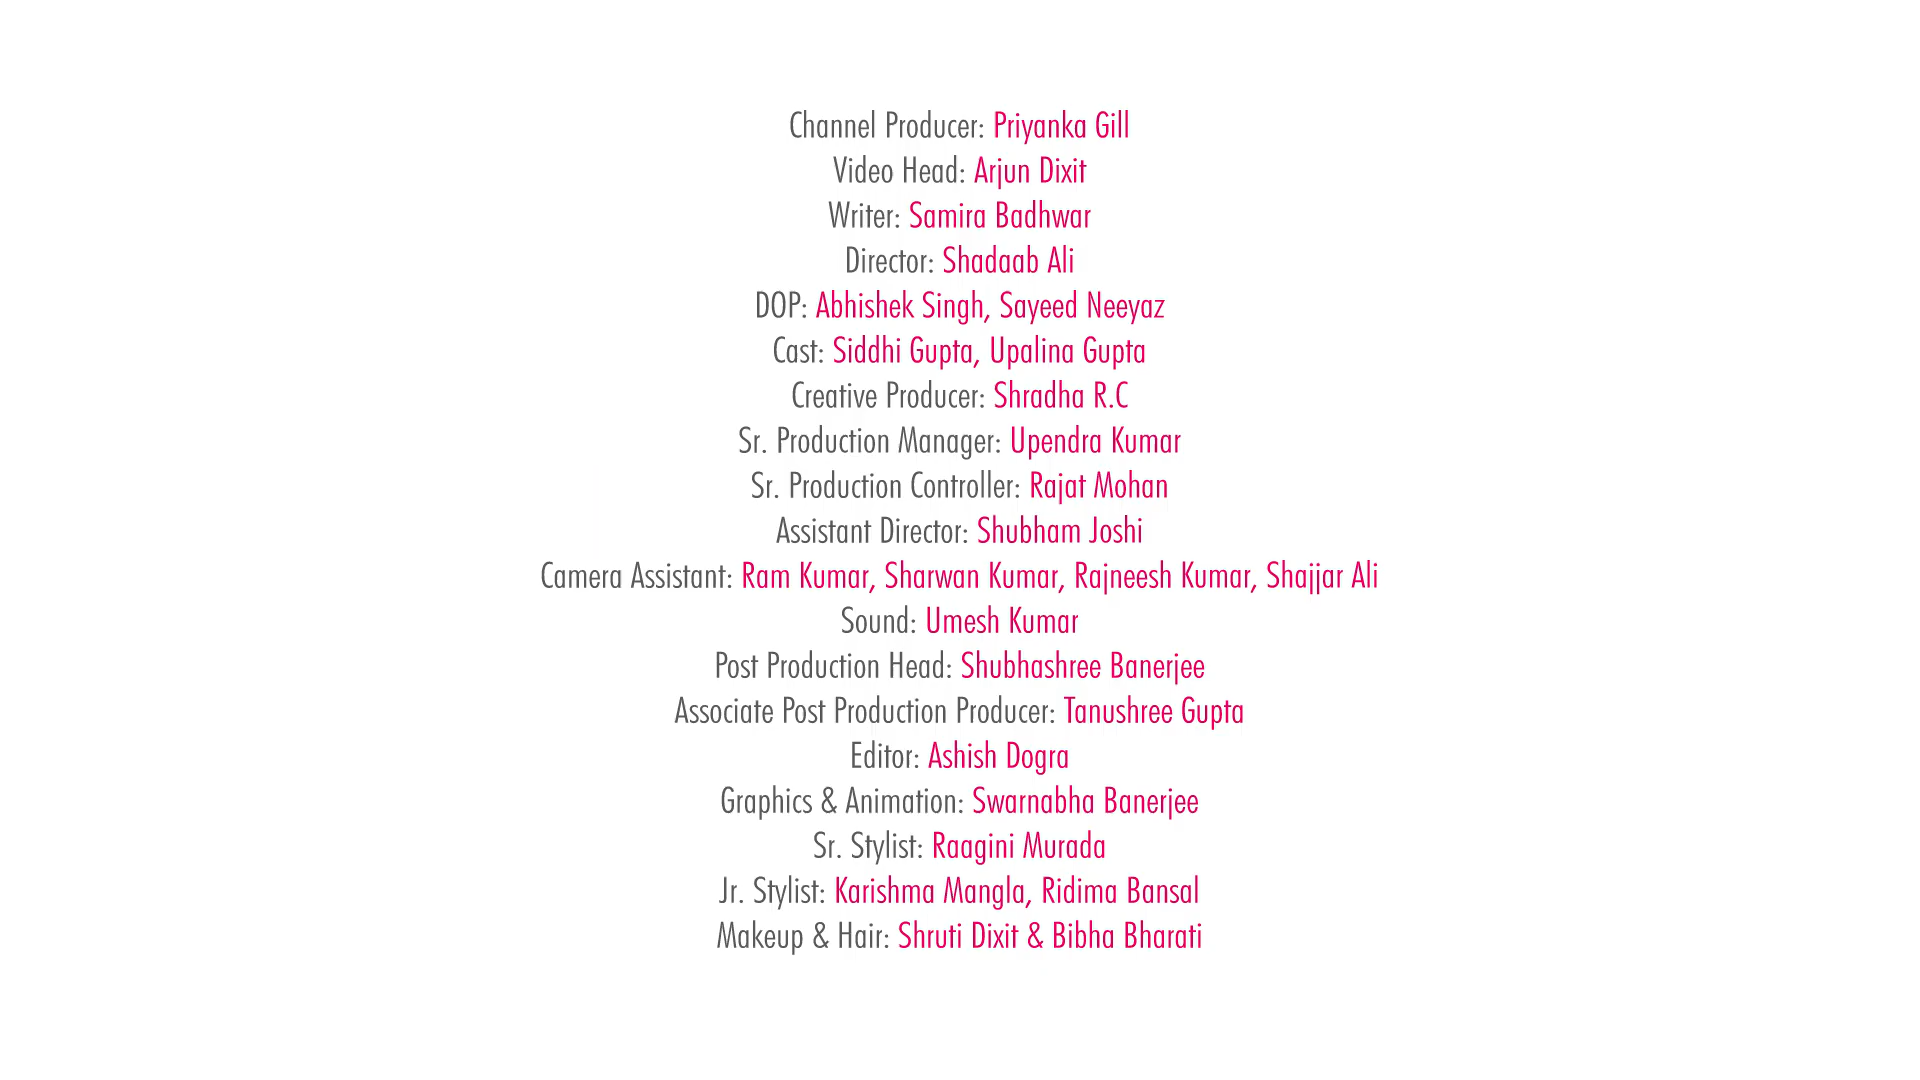 Channel Producer: Priyanka Gill
Video Head: Arjun Dixit
Writer: Samira Badhwar
Director: Shadaab Ali
DOP: Abhishek Singh, Sayeed Neeyaz
Cast: Siddhi Gupta, Upalina Gupta
Creative Producer: Shradha R.C
Sr. Production Manager: Upendra Kumar
Sr. Production Controller: Rajat Mohan
Assistant Director: Shubham Joshi
Camera Assistant: Ram Kumar, Sharwan Kumar, Rajneesh Kumar, Shajjar Ali
Sound: Umesh Kumar
Post Production Head: Shubhashree Banerjee
Associate Post Production Producer: Tanushree Gupta
Editor: Ashish Dogra
Graphics & Animation: Swarnabha Banerjee
Sr. Stylist: Raagini Murada
Jr. Stylist: Karishma Mangla, Ridima Bansal
Makeup & Hair: Shruti Dixit & Bibha Bharati